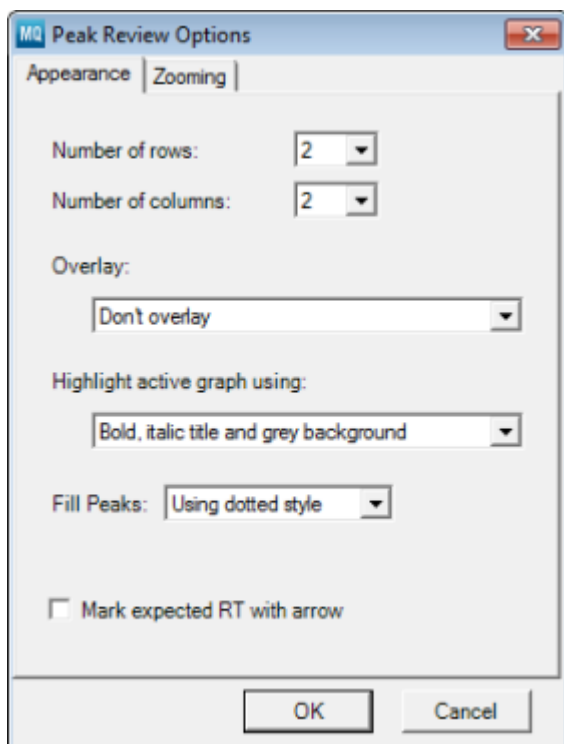 MQ Peak Review Options
Appearance Zooming
Number of rows: 2
Number of columns: 2
Overlay:
Don't overlay
Highlight active graph using:
Bold, italic title and grey background
Fill Peaks: Using dotted style
Mark expected RT with arrow
OK Cancel